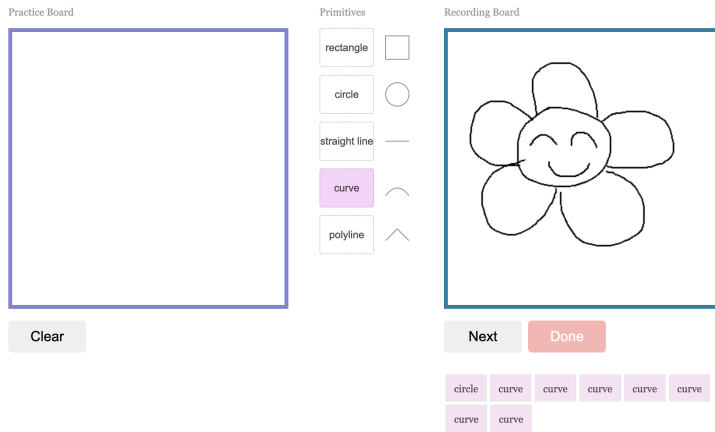 Practice Board
Primitives
Recording Board
rectangle
circle
straight line
curve
polyline
Clear
Next
Done
circle curve curve curve curve curve
curve curve